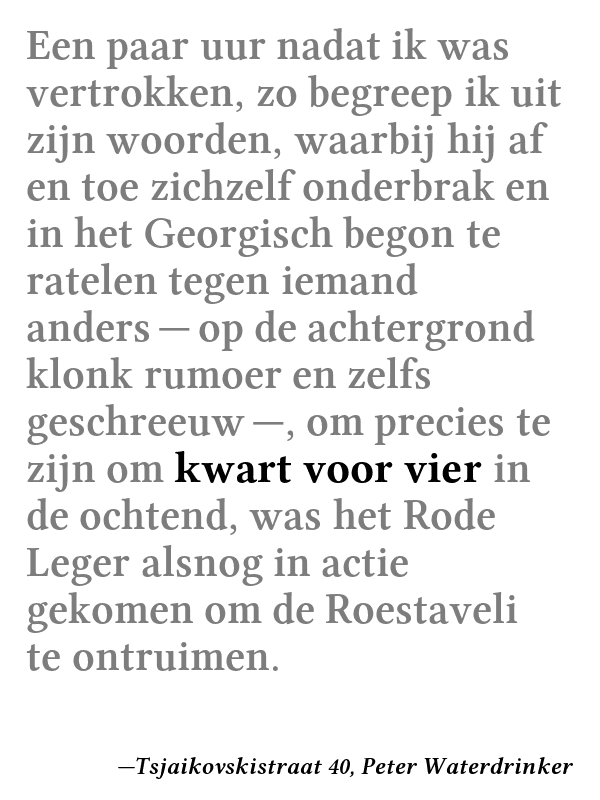 Een paar uur nadat ik was
vertrokken, zo begreep ik uit
zijn woorden, waarbij hij af
en toe zichzelf onderbrak en
in het Georgisch begon te
ratelen tegen iemand
anders — op de achtergrond
klonk rumoer en zelfs
geschreeuw —, om precies te
zijn om kwart voor vier in
de ochtend, was het Rode
Leger alsnog in actie
gekomen om de Roestaveli
te ontruimen.
—Tsjaikovskistraat 40, Peter Waterdrinker